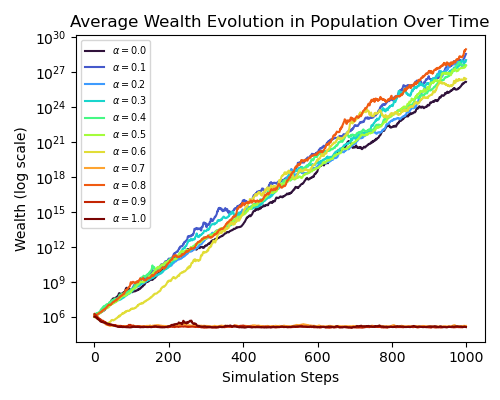 Average Wealth Evolution in Population Over Time
Wealth (log scale)
10^30
10^27
10^24
10^21
10^18
10^15
10^12
10^9
10^6
α = 0.0
α = 0.1
α = 0.2
α = 0.3
α = 0.4
α = 0.5
α = 0.6
α = 0.7
α = 0.8
α = 0.9
α = 1.0
0 200 400 600 800 1000
Simulation Steps